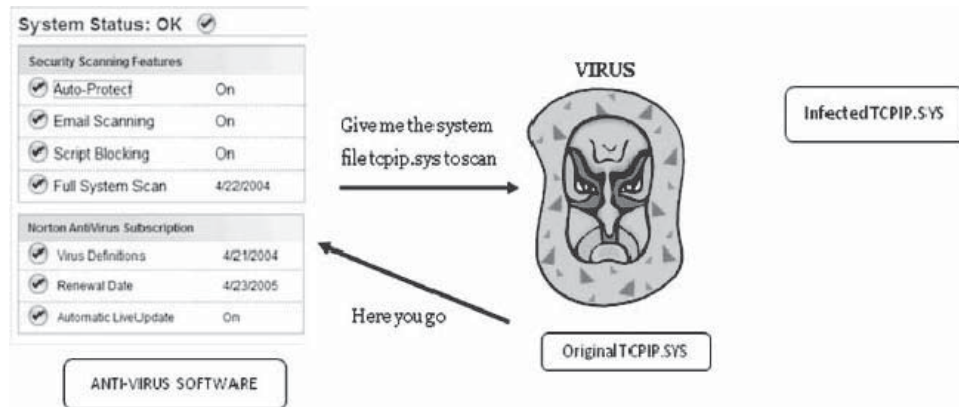 System Status: OK
Security Scanning Features
Auto-Protect On
Email Scanning On
Script Blocking On
Full System Scan 4/22/2004
Norton AntiVirus Subscription
Virus Definitions 4/21/2004
Renewal Date 4/23/2005
Automatic LiveUpdate On
ANTI-VIRUS SOFTWARE
Give me the system
file tcpip.sys to scan
Here you go
VIRUS
Original TCPIP.SYS
Infected TCPIP.SYS